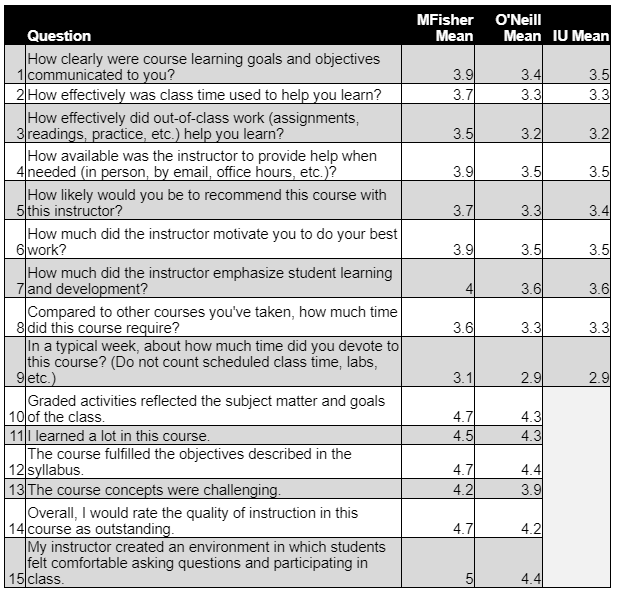 MFisher O'Neill
Question Mean Mean IU Mean
How clearly were course learning goals and objectives
1 communicated to you? 3.9 3.4 3.5
2 How effectively was class time used to help you learn? 3.7 3.3 3.3
How effectively did out-of-class work (assignments,
3 readings, practice, etc.) help you learn? 3.5 3.2 3.2
How available was the instructor to provide help when
4 needed (in person, by email, office hours, etc.)? 3.9 3.5 3.5
How likely would you be to recommend this course with
5 this instructor? 3.7 3.3 3.4
How much did the instructor motivate you to do your best
6 work? 3.9 3.5 3.5
How much did the instructor emphasize student learning
7 and development? 4 3.6 3.6
Compared to other courses you've taken, how much time
8 did this course require? 3.6 3.3 3.3
In a typical week, about how much time did you devote to
this course? (Do not count scheduled class time, labs,
9 etc.) 3.1 2.9 2.9
Graded activities reflected the subject matter and goals
10 of the class. 4.7 4.3
11 I learned a lot in this course. 4.5 4.3
The course fulfilled the objectives described in the
12 syllabus. 4.7 4.4
13 The course concepts were challenging. 4.2 3.9
Overall, I would rate the quality of instruction in this
14 course as outstanding. 4.7 4.2
My instructor created an environment in which students
felt comfortable asking questions and participating in
15 class. 5 4.4